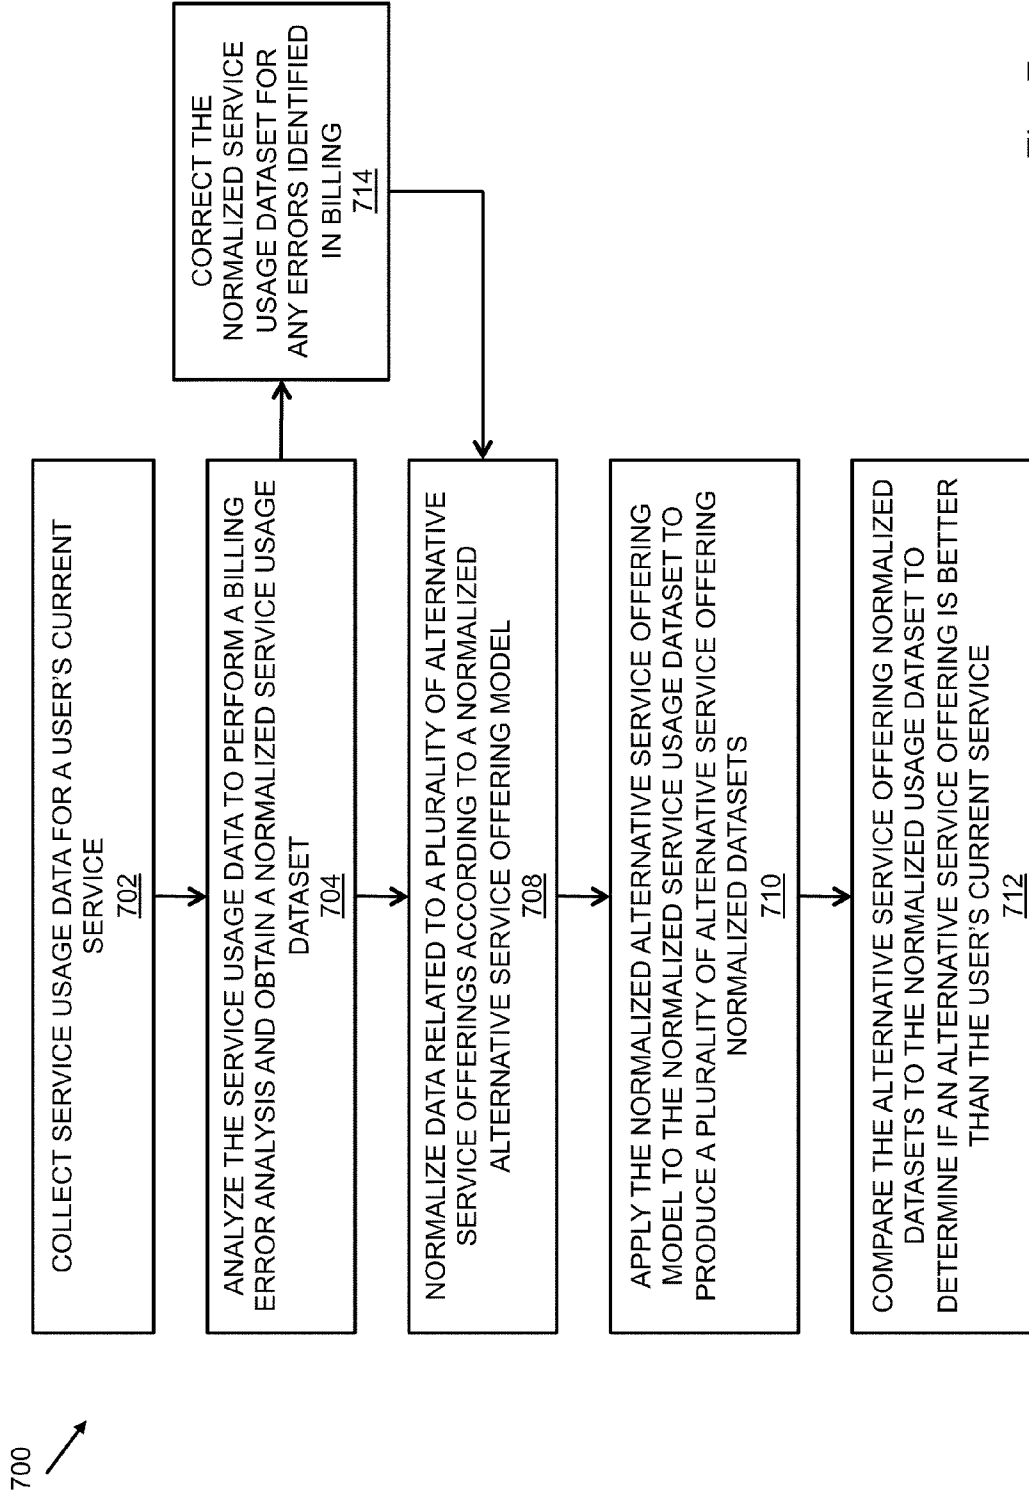 700
COLLECT SERVICE USAGE DATA FOR A USER'S CURRENT
SERVICE
702
ANALYZE THE SERVICE USAGE DATA TO PERFORM A BILLING
ERROR ANALYSIS AND OBTAIN A NORMALIZED SERVICE USAGE
DATASET
704
CORRECT THE
NORMALIZED SERVICE
USAGE DATASET FOR
ANY ERRORS IDENTIFIED
IN BILLING
714
NORMALIZE DATA RELATED TO A PLURALITY OF ALTERNATIVE
SERVICE OFFERINGS ACCORDING TO A NORMALIZED
ALTERNATIVE SERVICE OFFERING MODEL
708
APPLY THE NORMALIZED ALTERNATIVE SERVICE OFFERING
MODEL TO THE NORMALIZED SERVICE USAGE DATASET TO
PRODUCE A PLURALITY OF ALTERNATIVE SERVICE OFFERING
NORMALIZED DATASETS
710
COMPARE THE ALTERNATIVE SERVICE OFFERING NORMALIZED
DATASETS TO THE NORMALIZED USAGE DATASET TO
DETERMINE IF AN ALTERNATIVE SERVICE OFFERING IS BETTER
THAN THE USER'S CURRENT SERVICE
712